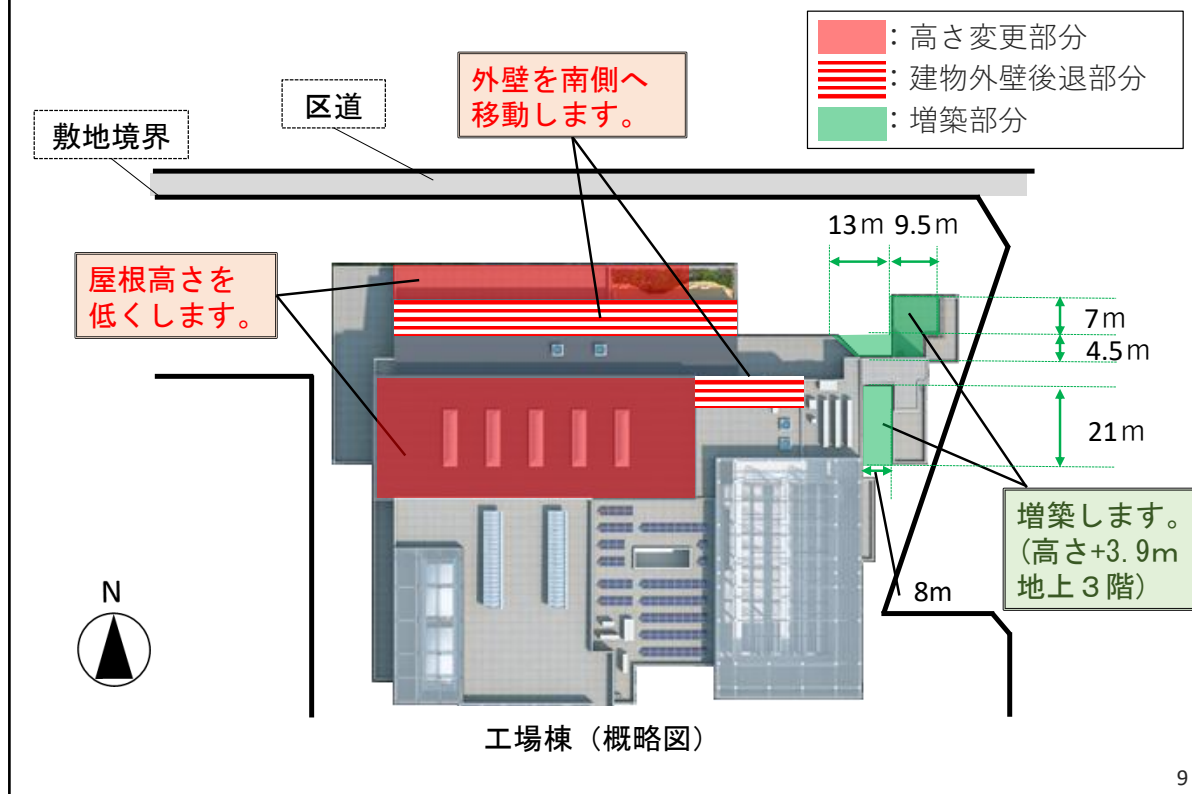 ：高さ変更部分
：建物外壁後退部分
：増築部分
外壁を南側へ
移動します。
区道
敷地境界
13m
9.5m
屋根高さを
低くします。
7m
4.5m
21m
増築します。
(高さ+3.9m
地上３階)
8m
N
工場棟（概略図）
9